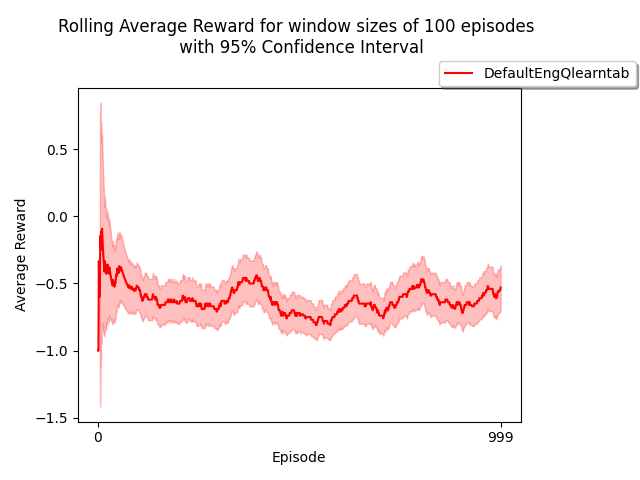 Rolling Average Reward for window sizes of 100 episodes
with 95% Confidence Interval
DefaultEngQlearntab
Average Reward
0.5
0.0
−0.5
−1.0
−1.5
0
999
Episode